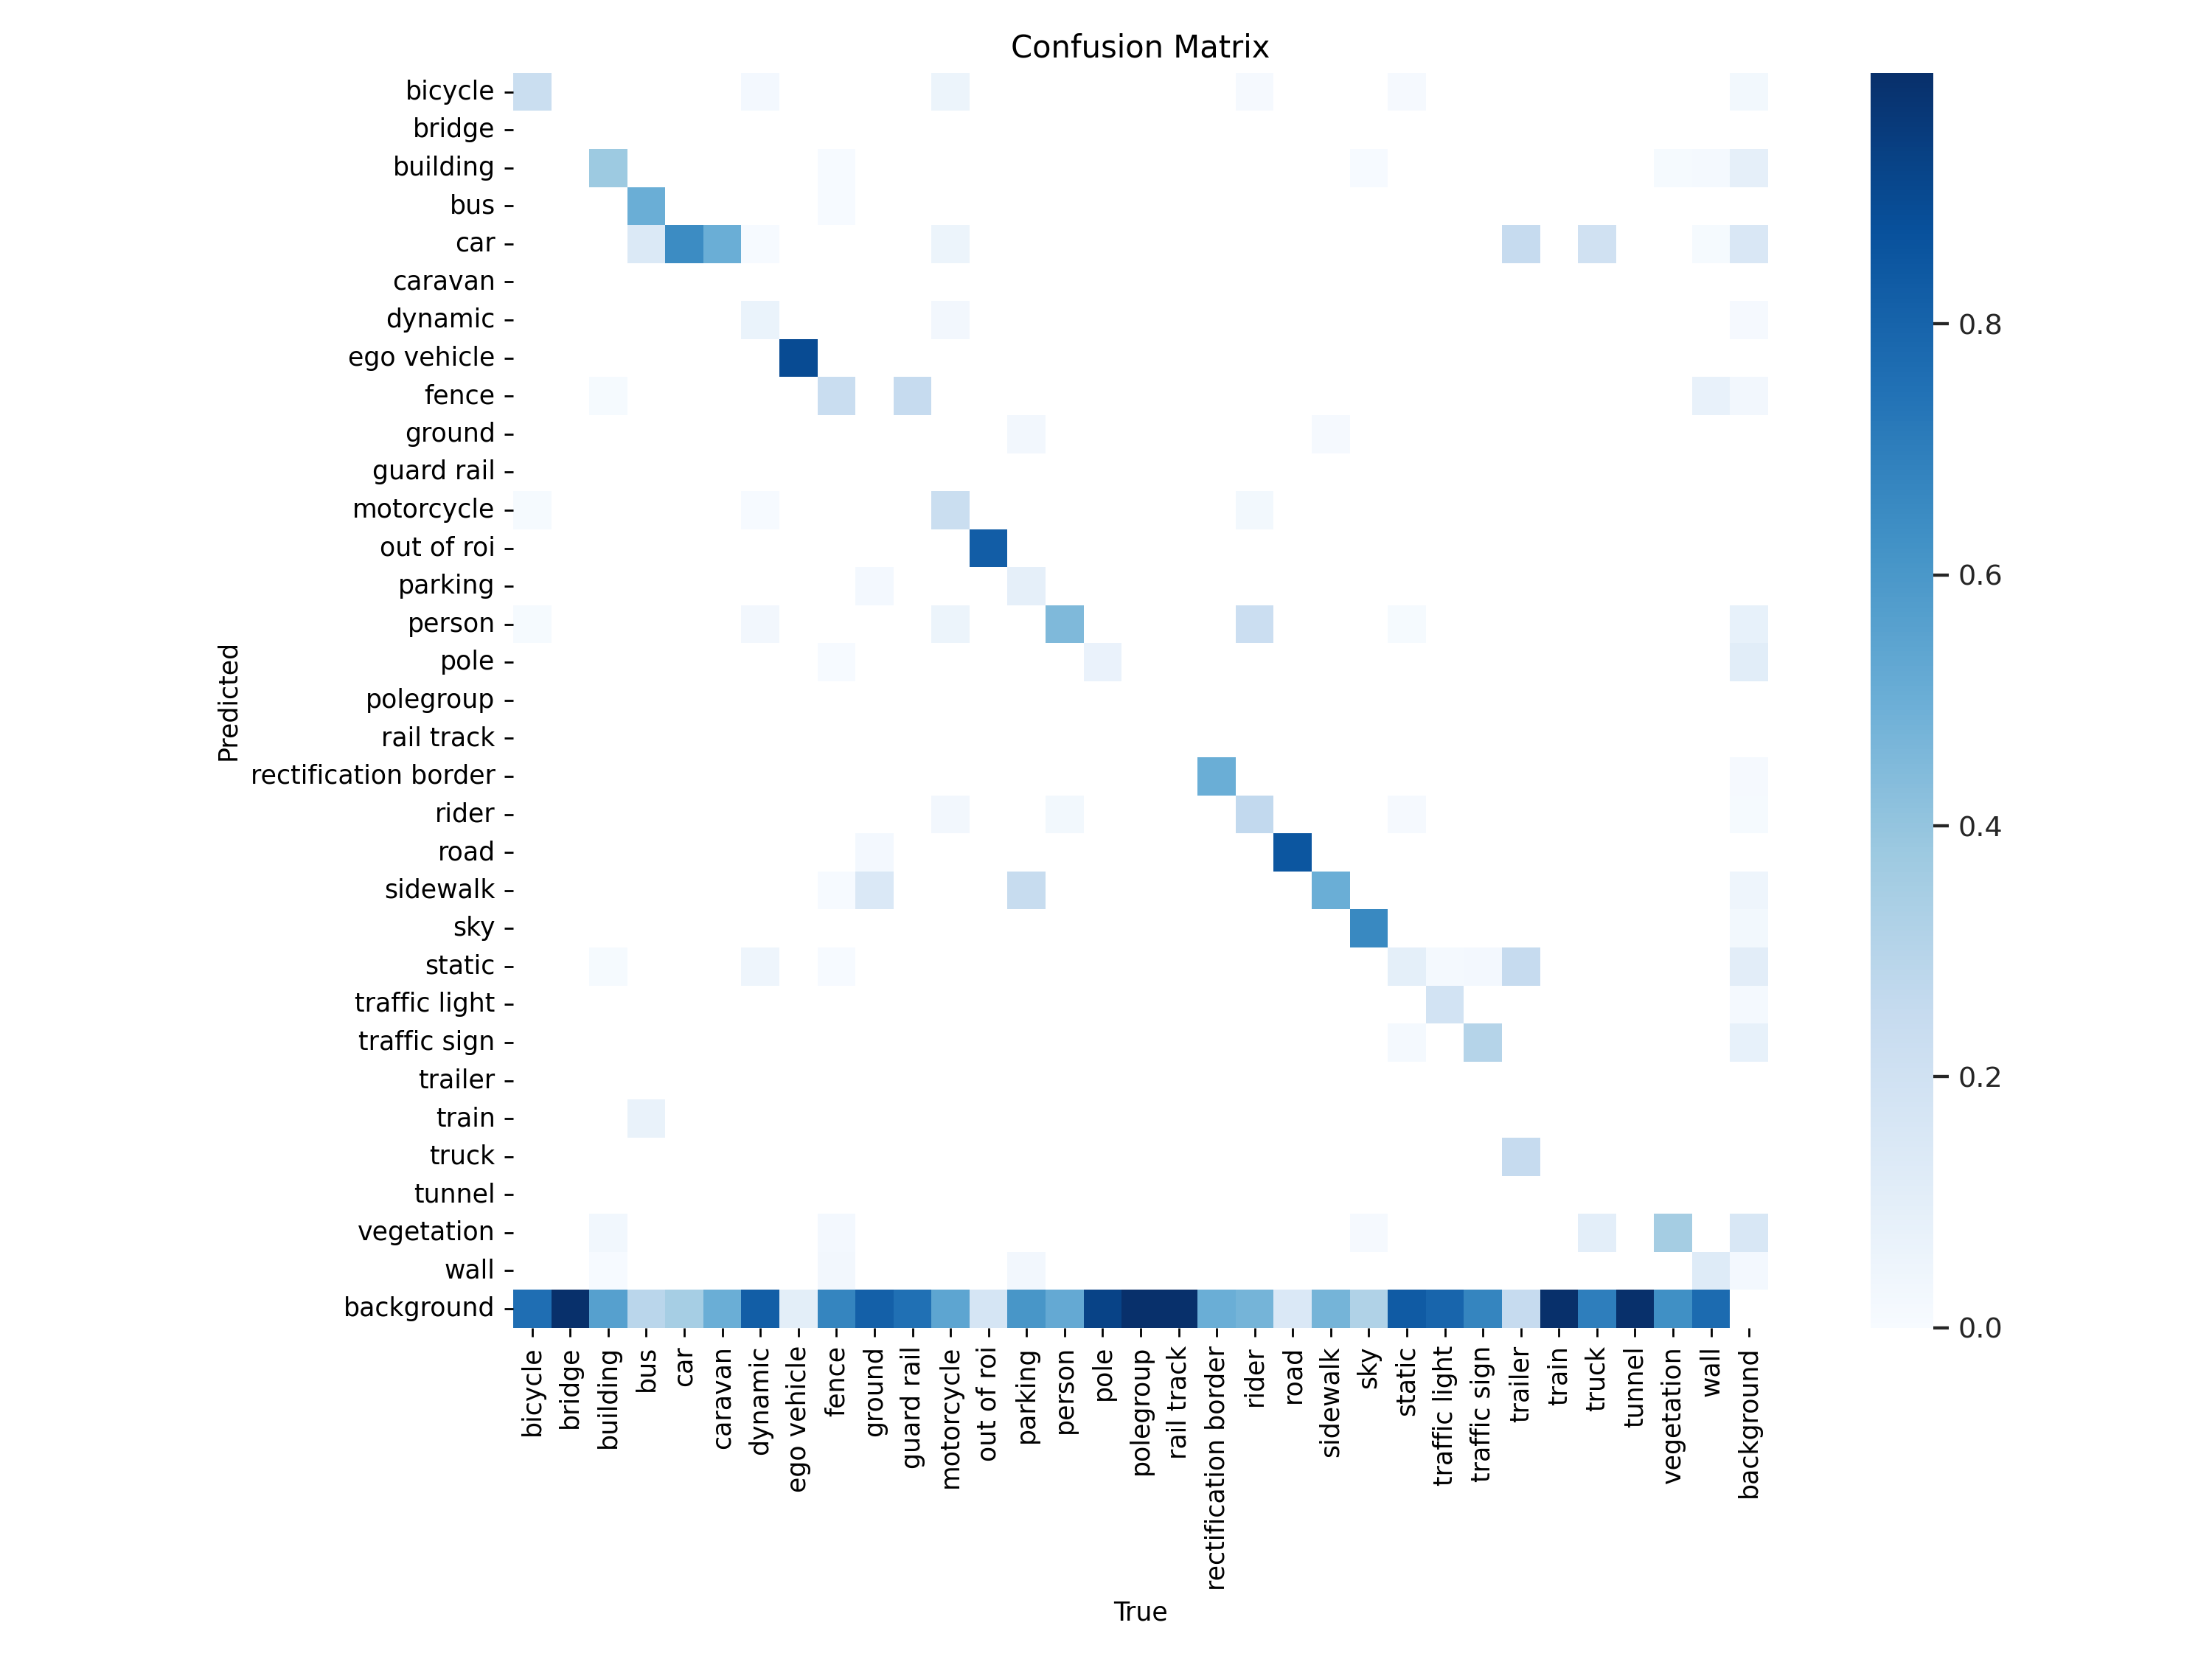 Confusion Matrix
bicycle
bridge
building
bus
car
caravan
dynamic
ego vehicle
fence
ground
guard rail
motorcycle
out of roi
parking
person
pole
polegroup
rail track
rectification border
rider
road
sidewalk
sky
static
traffic light
traffic sign
trailer
train
truck
tunnel
vegetation
wall
background
Predicted
bicycle
bridge
building
bus
car
caravan
dynamic
ego vehicle
fence
ground
guard rail
motorcycle
out of roi
parking
person
pole
polegroup
rail track
rectification border
rider
road
sidewalk
sky
static
traffic light
traffic sign
trailer
train
truck
tunnel
vegetation
wall
background
True
0.8
0.6
0.4
0.2
0.0